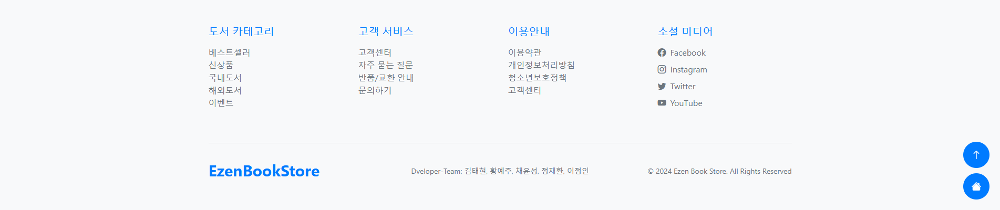 도서 카테고리
베스트셀러
신상품
국내도서
해외도서
이벤트
고객 서비스
고객센터
자주 묻는 질문
반품/교환 안내
문의하기
이용안내
이용약관
개인정보처리방침
청소년보호정책
고객센터
소셜 미디어
Facebook
Instagram
Twitter
YouTube
EzenBookStore
Dveloper-Team: 김태현, 황예주, 채윤성, 정재환, 이정인
© 2024 Ezen Book Store. All Rights Reserved